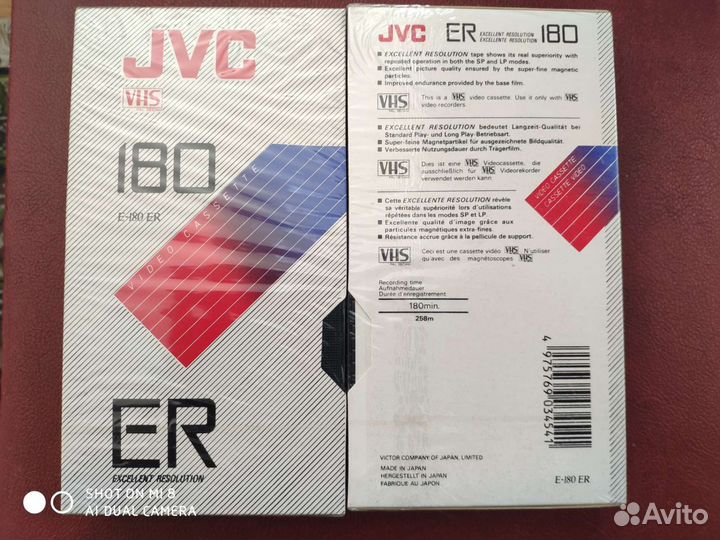 JVC
VHS
180
E-180 ER
VIDEO CASSETTE
ER
EXCELLENT RESOLUTION
SHOT ON MI 8
AI DUAL CAMERA
JVC ER EXCELLENT RESOLUTION 180
EXCELLENTE RESOLUTION
■ EXCELLENT RESOLUTION tape shows its real superiority with
repeated operation in both the SP and LP modes.
■ Excellent picture quality ensured by the super-fine magnetic
particles.
■ Improved endurance provided by the base film.
VHS This is a VHS video cassette. Use it only with VHS
video recorders.
■ EXCELLENT RESOLUTION bedeutet Langzeit-Qualität bei
Standard Play- und Long Play-Betriebsart.
■ Super-feine Magnetpartikel für ausgezeichnete Bildqualität.
■ Verbesserte Nutzungsdauer durch Trägerfilm.
VHS Dies ist eine VHS Videocassette, die
ausschließlich für VHS Videorekorder
verwendet werden kann.
VIDEO CASSETTE
CASSETTE VIDEO
■ Cette EXCELLENTE RESOLUTION révèle
sa véritable supériorité lors d'utilisations
répétées dans les modes SP et LP.
■ Excellente qualité d'image grâce aux
particules magnétiques extra-fines.
■ Résistance accrue grâce à la pellicule de support.
VHS Ceci est une cassette vidéo VHS N'utiliser
qu'avec des magnétoscopes VHS
Recording time
Aufnahmedauer
Durée d'enregistrement
180min.
258m
4 975769 034541
VICTOR COMPANY OF JAPAN, LIMITED
MADE IN JAPAN
HERGESTELLT IN JAPAN
FABRIQUE AU JAPON
E-180 ER
Avito